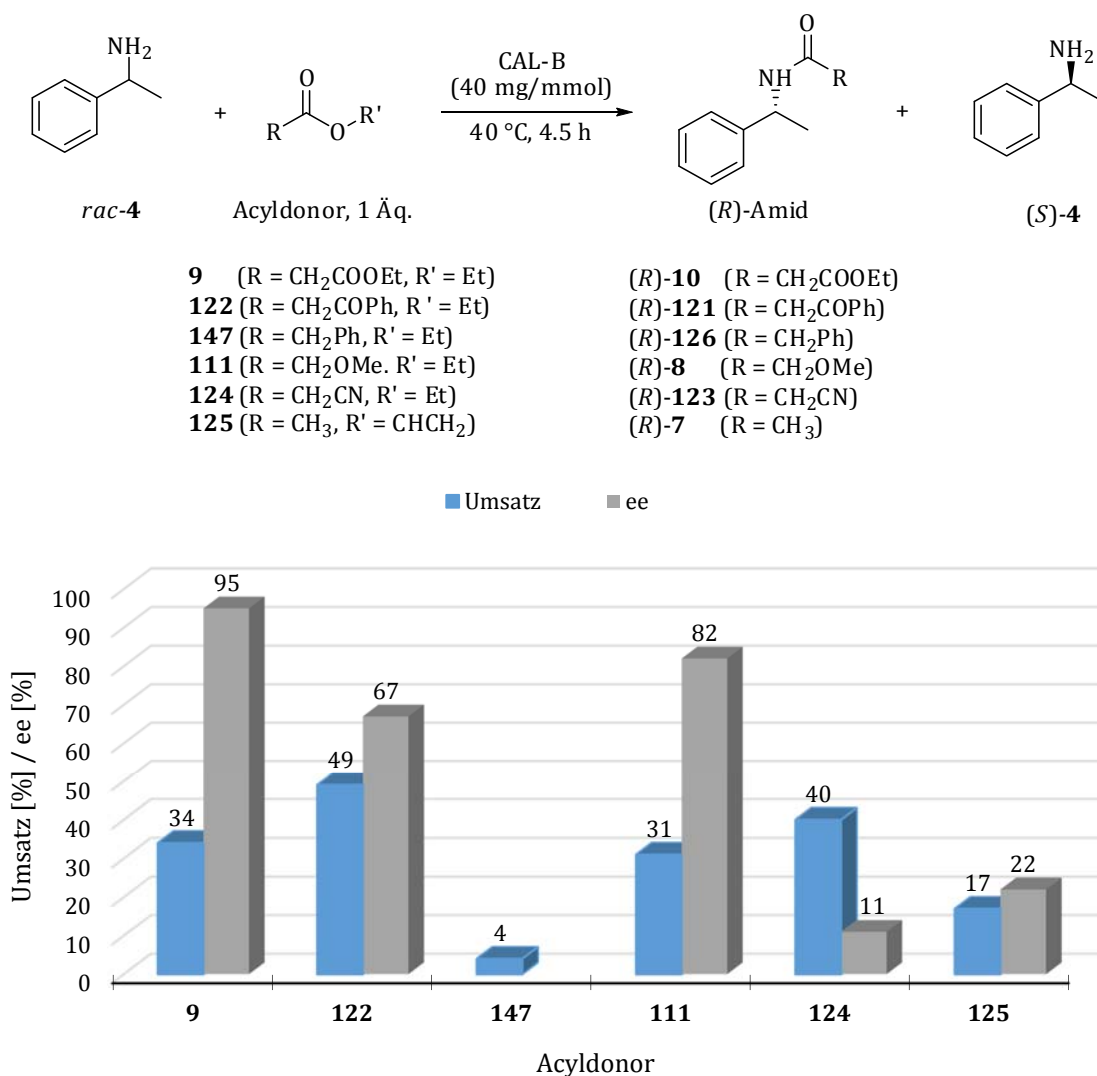 NH2
+
O
R
O
R'
CAL-B
(40 mg/mmol)
40 °C, 4.5 h
O
NH
R
+
NH2
rac-4
Acyldonor, 1 Äq.
(R)-Amid
(S)-4
9 (R = CH2COOEt, R' = Et)
122 (R = CH2COPh, R ' = Et)
147 (R = CH2Ph, R' = Et)
111 (R = CH2OMe. R' = Et)
124 (R = CH2CN, R' = Et)
125 (R = CH3, R' = CHCH2)
(R)-10 (R = CH2COOEt)
(R)-121 (R = CH2COPh)
(R)-126 (R = CH2Ph)
(R)-8 (R = CH2OMe)
(R)-123 (R = CH2CN)
(R)-7 (R = CH3)
Umsatz ee
Umsatz [%] / ee [%]
100
90
80
70
60
50
40
30
20
10
0
34
95
49
67
4
31
82
40
11
17
22
9 122 147 111 124 125
Acyldonor